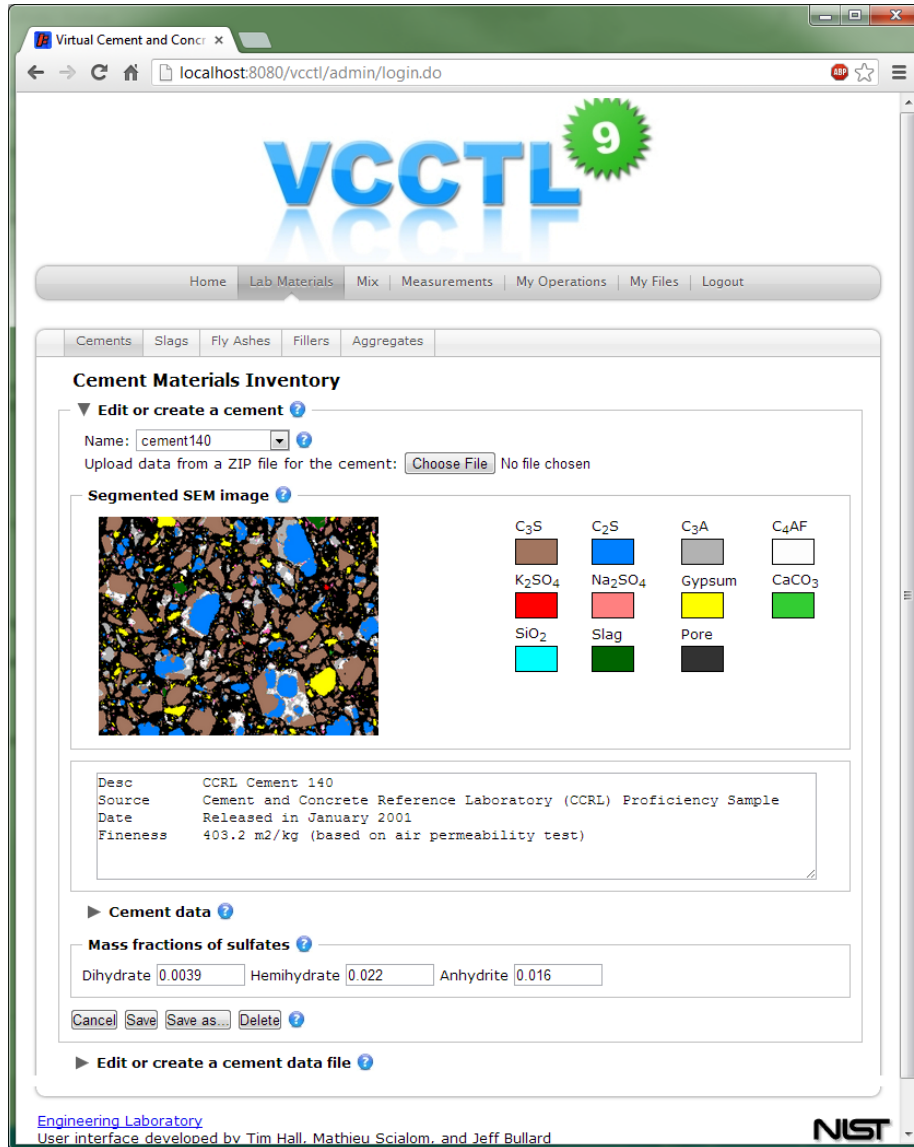 Virtual Cement and Concr
localhost:8080/vcctl/admin/login.do
ABP
VCCTL 9
Home Lab Materials Mix Measurements My Operations My Files Logout
Cements Slags Fly Ashes Fillers Aggregates
Cement Materials Inventory
▼ Edit or create a cement ?
Name: cement140 ?
Upload data from a ZIP file for the cement: Choose File No file chosen
Segmented SEM image ?
C3S C2S C3A C4AF
K2SO4 Na2SO4 Gypsum CaCO3
SiO2 Slag Pore
Desc CCRL Cement 140
Source Cement and Concrete Reference Laboratory (CCRL) Proficiency Sample
Date Released in January 2001
Fineness 403.2 m2/kg (based on air permeability test)
▶ Cement data ?
Mass fractions of sulfates ?
Dihydrate 0.0039 Hemihydrate 0.022 Anhydrite 0.016
Cancel Save Save as... Delete ?
▶ Edit or create a cement data file ?
Engineering Laboratory
User interface developed by Tim Hall, Mathieu Scialom, and Jeff Bullard
NIST